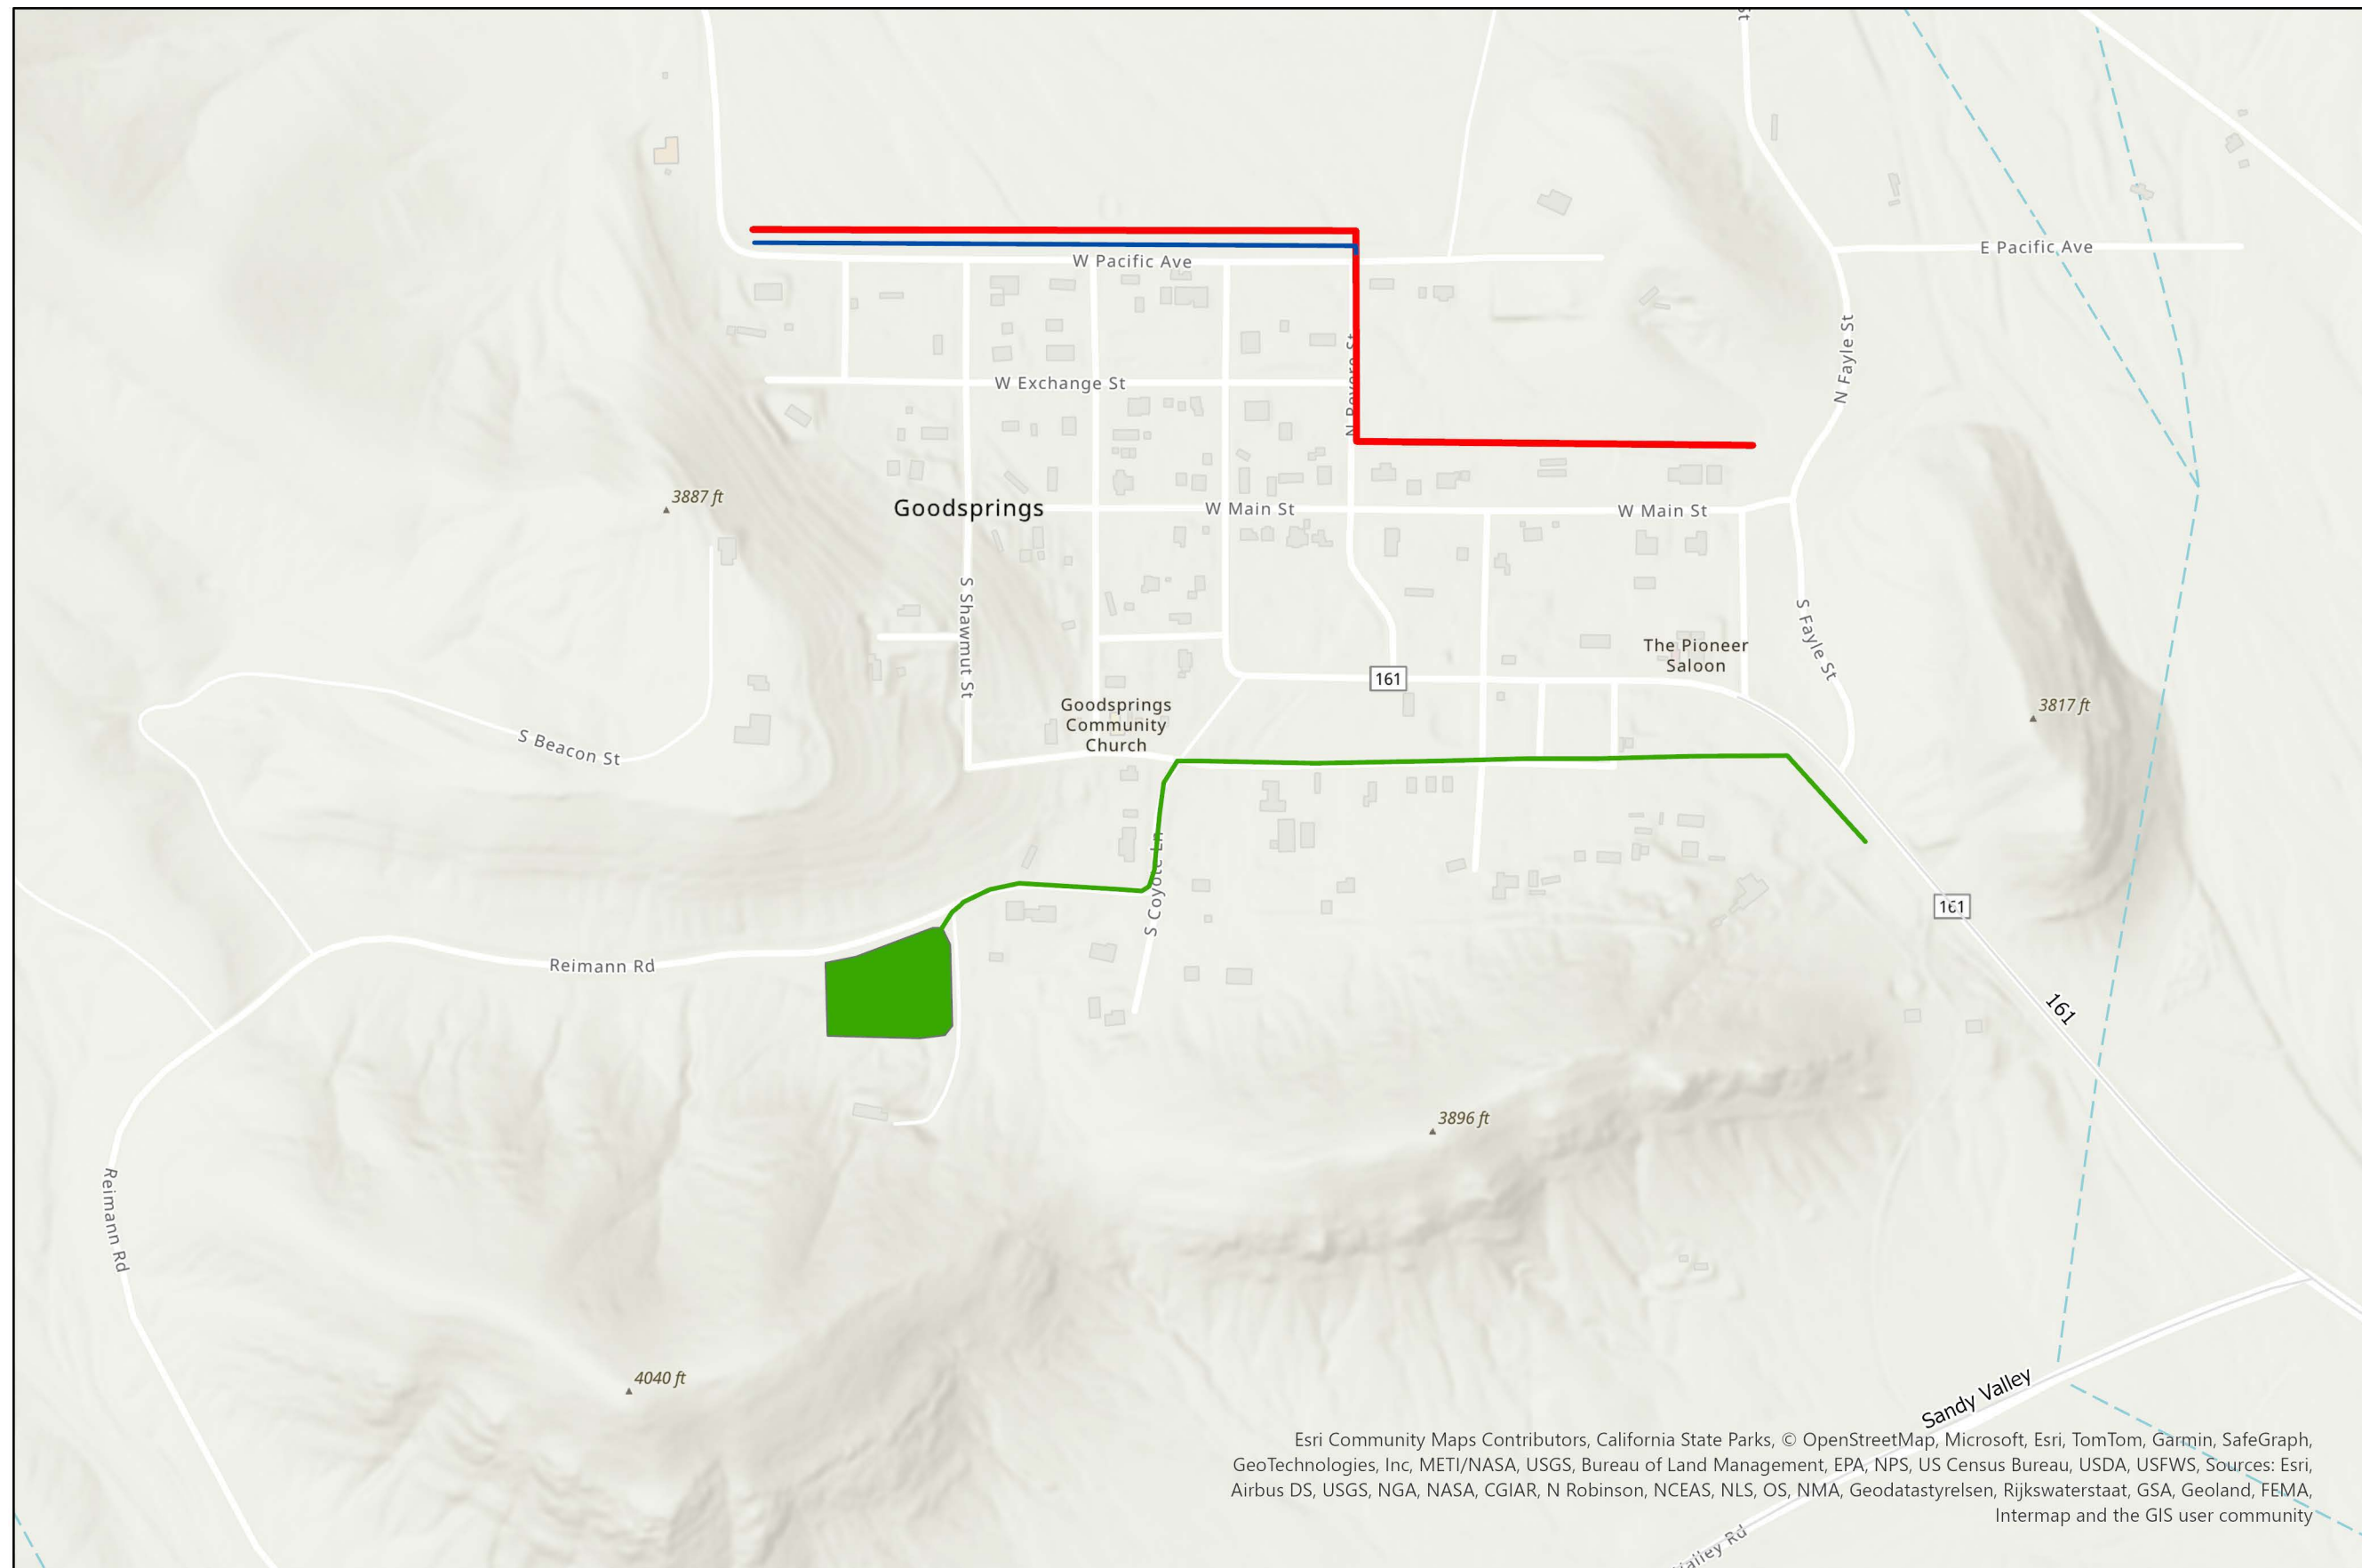 St
W Pacific Ave
E Pacific Ave
N Fayle St
W Exchange St
3887 ft
Goodsprings
W Main St
W Main St
S Shawmut St
S Fayle St
The Pioneer
Saloon
161
Goodsprings
Community
Church
3817 ft
S Beacon St
S Coyote Ln
161
Reimann Rd
161
3896 ft
Reimann Rd
4040 ft
Sandy Valley
Esri Community Maps Contributors, California State Parks, © OpenStreetMap, Microsoft, Esri, TomTom, Garmin, SafeGraph,
GeoTechnologies, Inc, METI/NASA, USGS, Bureau of Land Management, EPA, NPS, US Census Bureau, USDA, USFWS, Sources: Esri,
Airbus DS, USGS, NGA, NASA, CGIAR, N Robinson, NCEAS, NLS, OS, NMA, Geodatastyrelsen, Rijkswaterstaat, GSA, Geoland, FEMA,
Intermap and the GIS user community
Rd